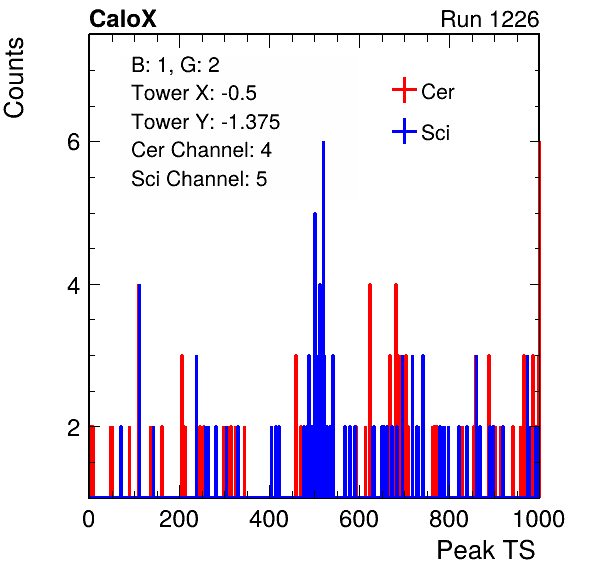 CaloX Run 1226
Counts
B: 1, G: 2
Tower X: -0.5
Tower Y: -1.375
Cer Channel: 4
Sci Channel: 5
Cer
Sci
6
4
2
0 200 400 600 800 1000
Peak TS